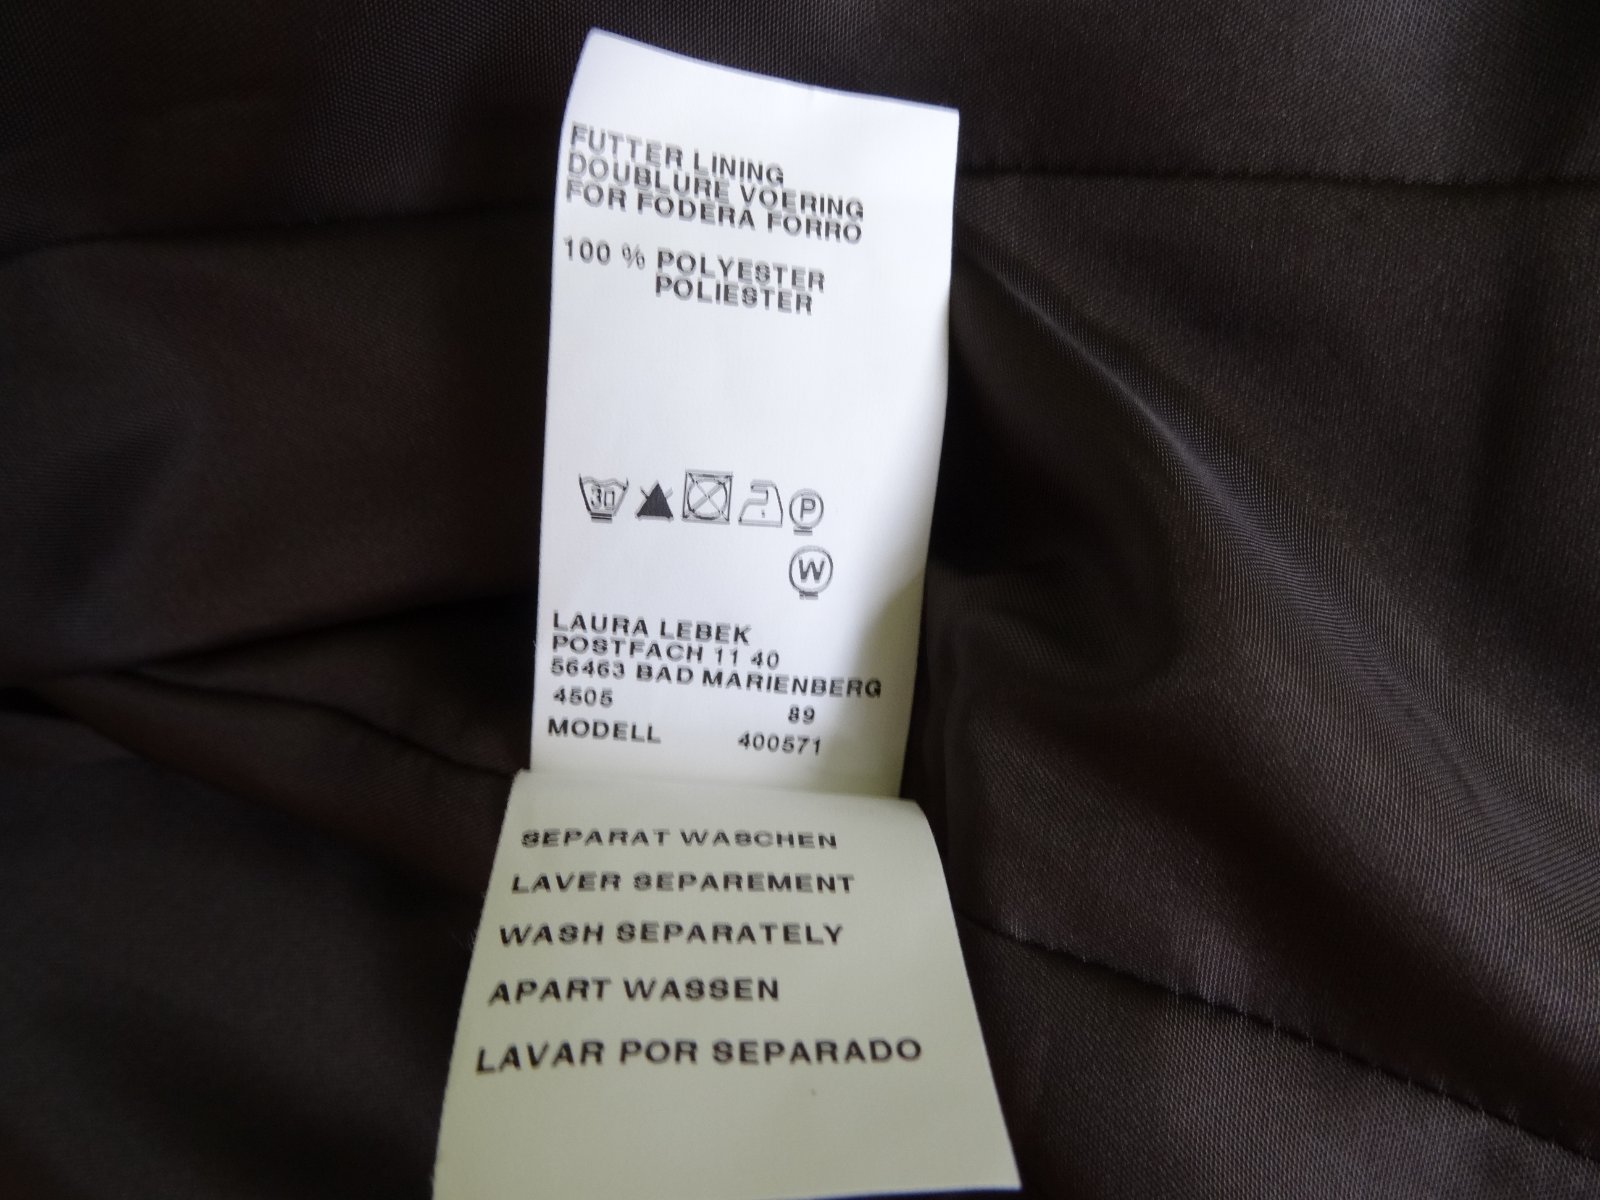 FUTTER LINING
DOUBLURE VOERING
FOR FODERA FORRO
100 % POLYESTER
POLIESTER
30 P
W
LAURA LEBEK
POSTFACH 11 40
56463 BAD MARIENBERG
4505 89
MODELL 400571
SEPARAT WASCHEN
LAVER SEPAREMENT
WASH SEPARATELY
APART WASSEN
LAVAR POR SEPARADO